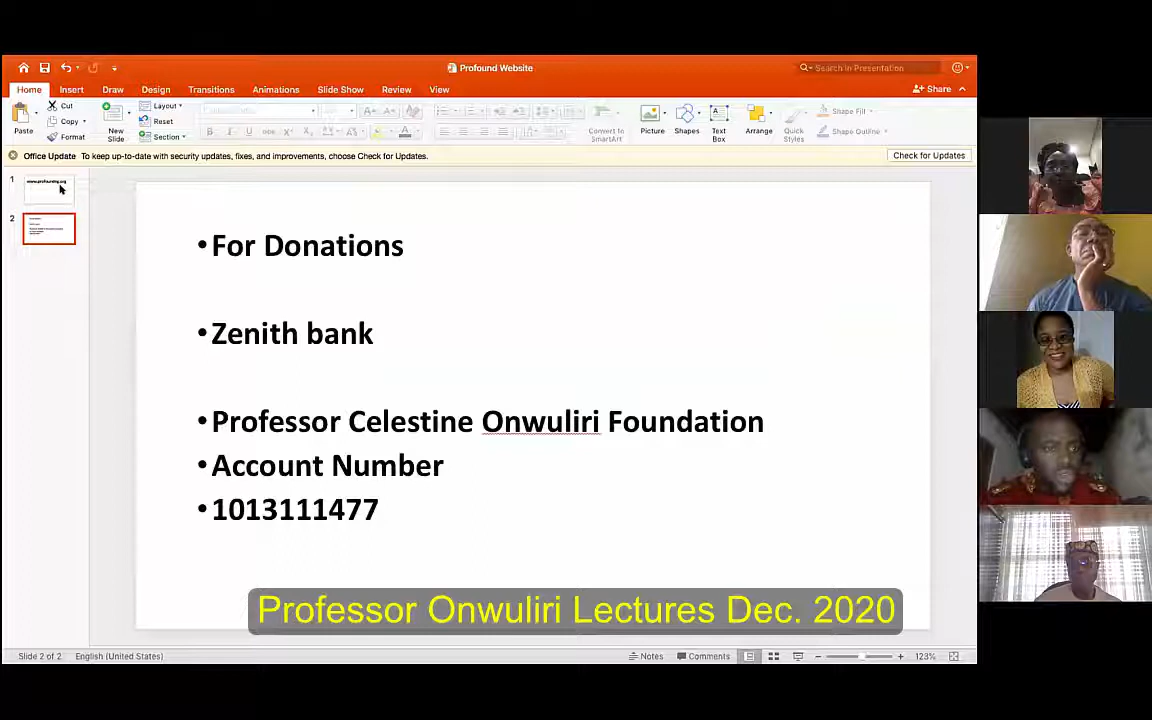 Profound Website
Search in Presentation
Home Insert Draw Design Transitions Animations Slide Show Review View
Share
Paste
Cut
Copy
Format
New Slide
Layout
Reset
Section
Convert to SmartArt
Picture
Shapes
Text Box
Arrange
Quick Styles
Shape Fill
Shape Outline
Office Update To keep up-to-date with security updates, fixes, and improvements, choose Check for Updates.
Check for Updates
1
2
•For Donations
•Zenith bank
•Professor Celestine Onwuliri Foundation
•Account Number
•1013111477
Professor Onwuliri Lectures Dec. 2020
Slide 2 of 2 English (United States)
Notes Comments 123%